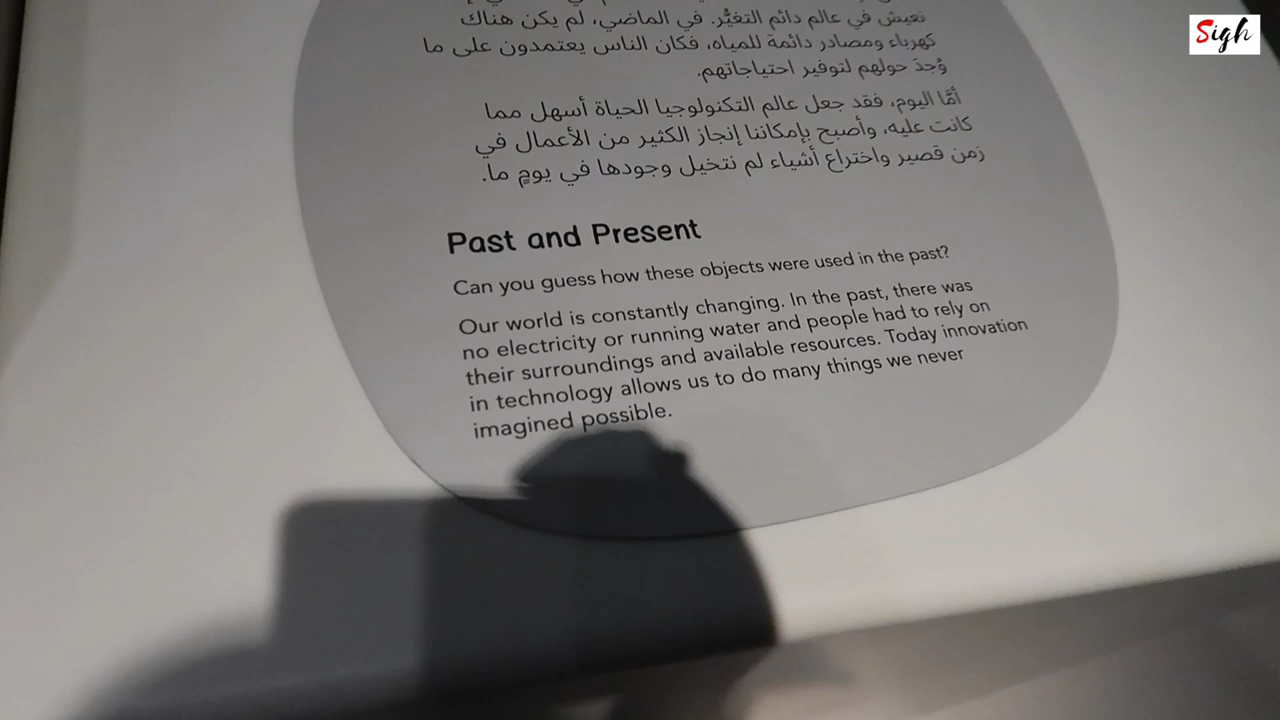 نعيش في عالم دائم التغيُّر. في الماضي، لم يكن هناك
كهرباء ومصادر دائمة للمياه، فكان الناس يعتمدون على ما
وُجدَ حولهم لتوفير احتياجاتهم.
أمَّا اليوم، فقد جعل عالم التكنولوجيا الحياة أسهل مما
كانت عليه، وأصبح بإمكاننا إنجاز الكثير من الأعمال في
زمن قصير واختراع أشياء لم نتخيل وجودها في يومٍ ما.
Past and Present
Can you guess how these objects were used in the past?
Our world is constantly changing. In the past, there was
no electricity or running water and people had to rely on
their surroundings and available resources. Today innovation
in technology allows us to do many things we never
imagined possible.
Sigh